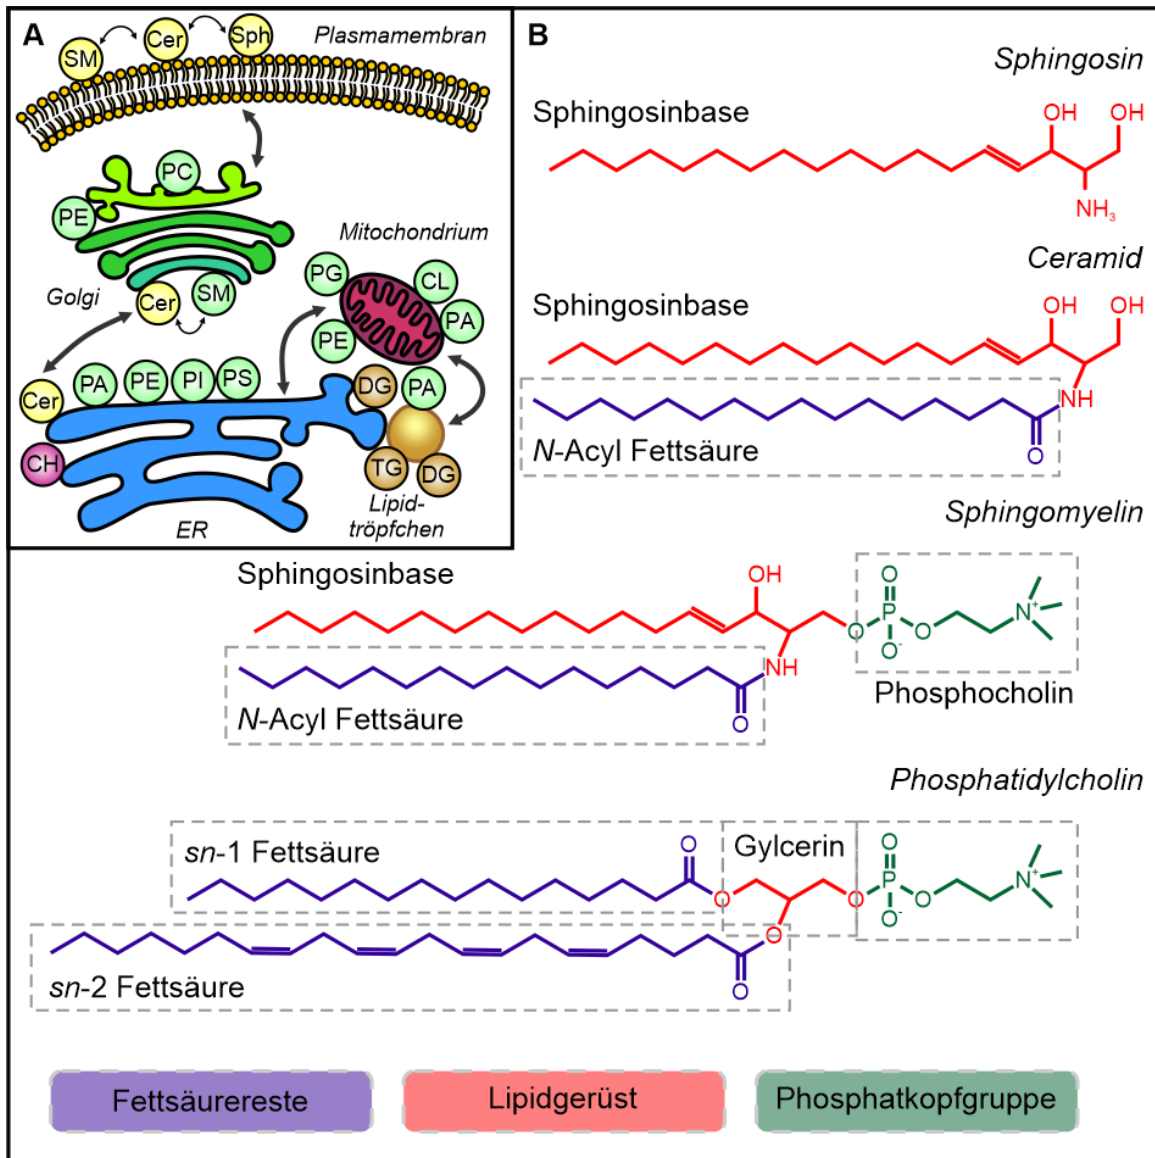 A
Plasmamembran
SM
Cer
Sph
PC
PE
Golgi
Cer
SM
Mitochondrium
PG
CL
PA
PE
DG
PA
PA
PE
PI
PS
Cer
CH
TG
DG
ER
Lipid-
tröpfchen
B
Sphingosin
Sphingosinbase
OH
OH
NH₃
Ceramid
Sphingosinbase
OH
OH
NH
O
N-Acyl Fettsäure
Sphingomyelin
Sphingosinbase
OH
O
O
P
O
N⁺
O⁻
NH
Phosphocholin
O
N-Acyl Fettsäure
Phosphatidylcholin
sn-1 Fettsäure
O
Gylcerin
O
O
O
P
O
N⁺
O⁻
O
O
sn-2 Fettsäure
Fettsäurereste
Lipidgerüst
Phosphatkopfgruppe